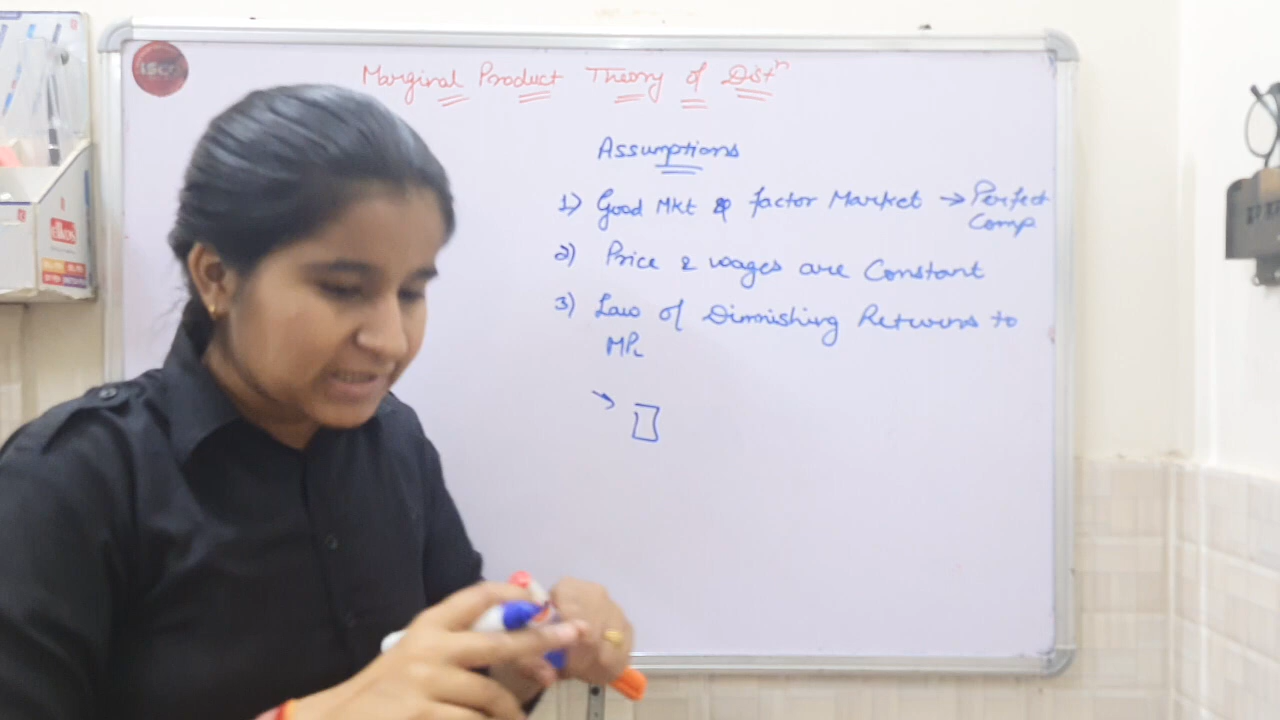 Marginal Product Theory of Distⁿ
Assumptions
1) Good Mkt & factor Market → Perfect
Comp.
2) Price & wages are Constant
3) Law of Diminishing Returns to
MPL
elkos